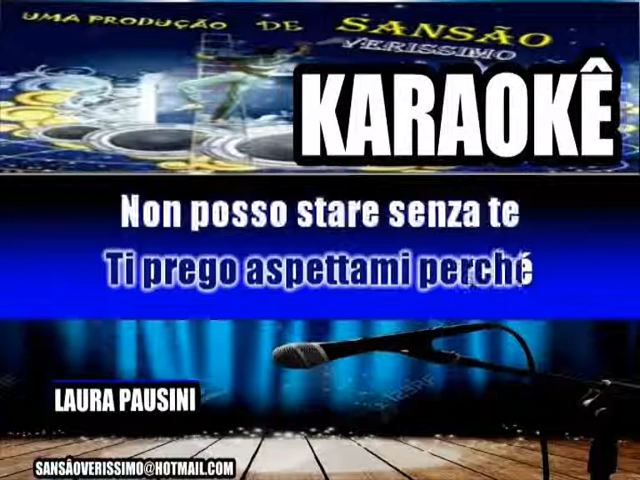 UMA PRODUÇÃO DE SANSÃO
VERISSIMO
KARAOKÊ
Non posso stare senza te
Ti prego aspettami perché
LAURA PAUSINI
123RF
SANSÃOVERISSIMO@HOTMAIL.COM